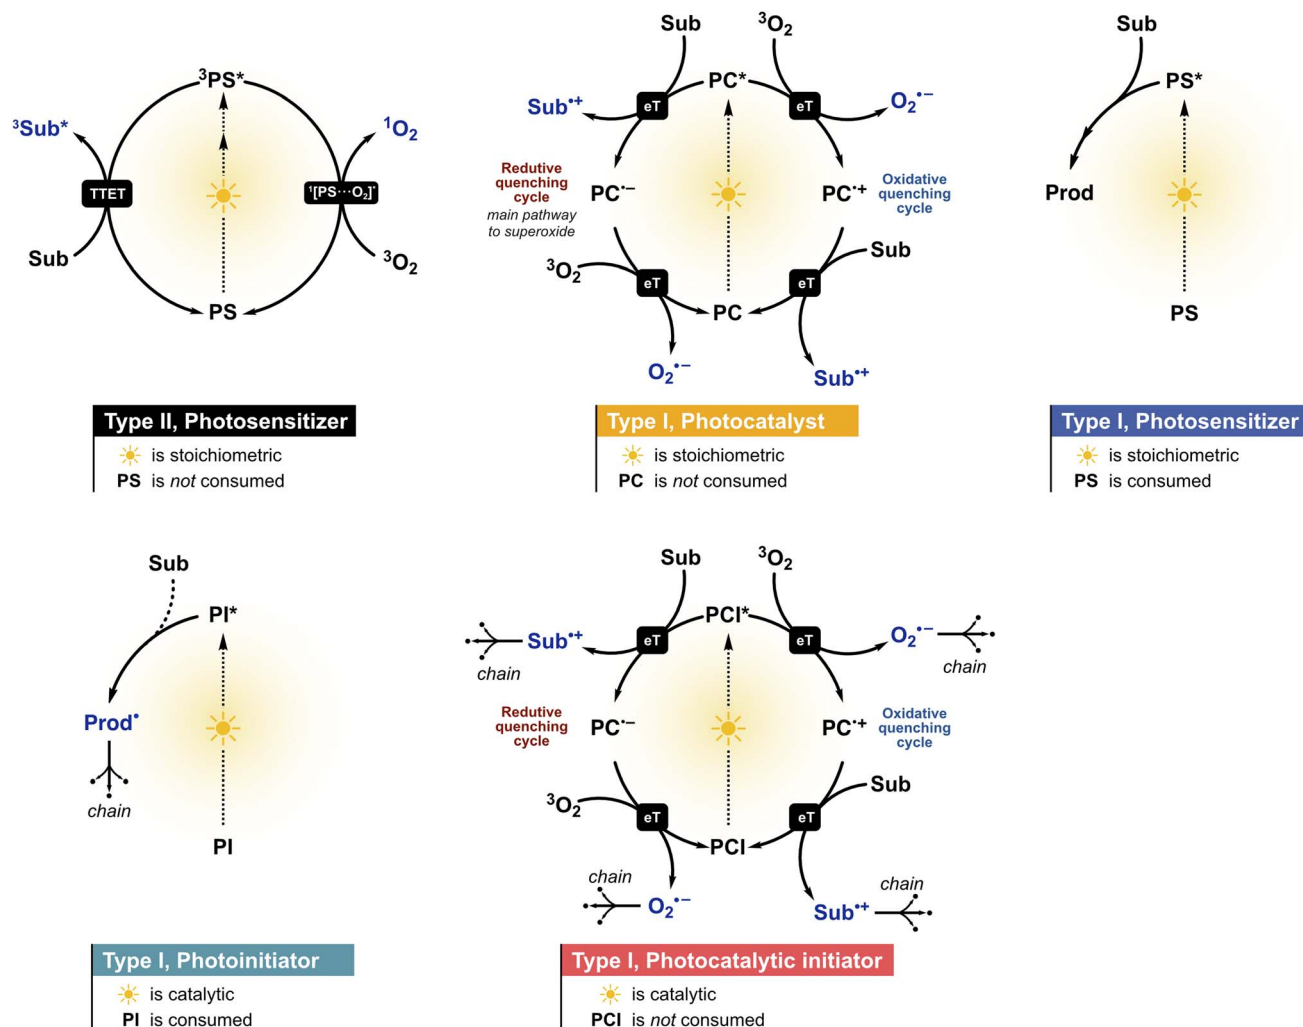 ³PS*
³Sub*
¹O₂
TTET
¹[PS···O₂]*
Sub
³O₂
PS
Type II, Photosensitizer
is stoichiometric
PS is not consumed
Sub
³O₂
PC*
eT
eT
Sub•+
O₂•−
Redutive
quenching
cycle
main pathway
to superoxide
PC•−
PC•+
Oxidative
quenching
cycle
³O₂
Sub
eT
eT
PC
O₂•−
Sub•+
Type I, Photocatalyst
is stoichiometric
PC is not consumed
Sub
PS*
Prod
PS
Type I, Photosensitizer
is stoichiometric
PS is consumed
Sub
PI*
Prod•
chain
PI
Type I, Photoinitiator
is catalytic
PI is consumed
Sub
³O₂
PCI*
eT
eT
Sub•+
O₂•−
chain
chain
Redutive
quenching
cycle
PC•−
PC•+
Oxidative
quenching
cycle
³O₂
Sub
eT
eT
PCI
chain
O₂•−
Sub•+
chain
Type I, Photocatalytic initiator
is catalytic
PCI is not consumed